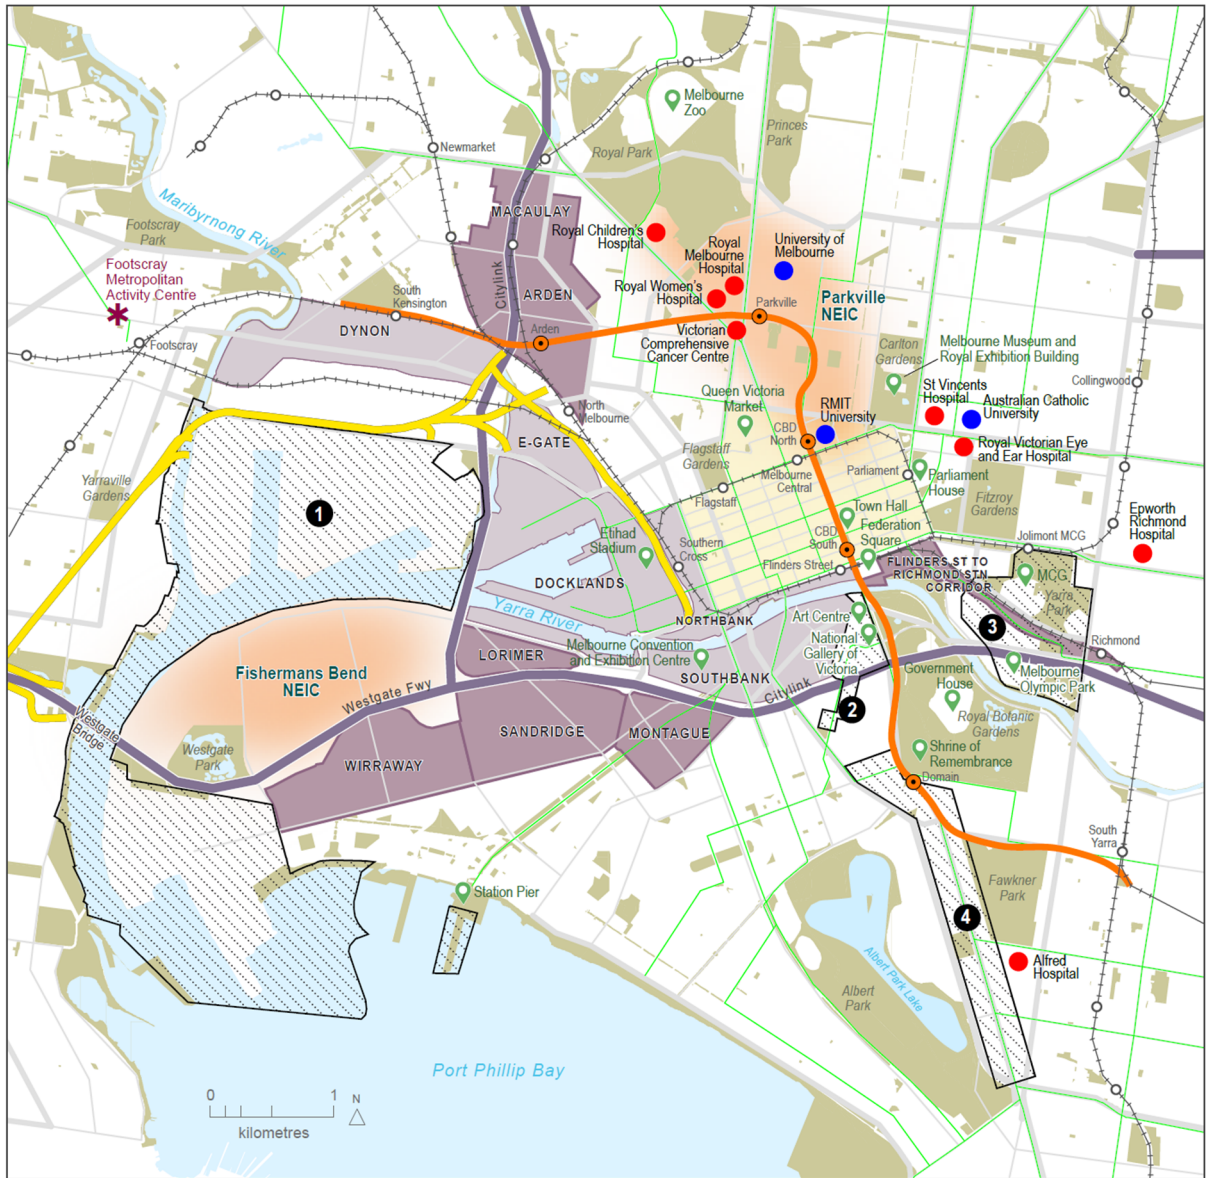 Melbourne
Zoo
Princes
Park
Royal Park
Newmarket
Maribyrnong River
MACAULAY
Footscray
Park
Royal Children's
Hospital
Royal
Melbourne
Hospital
University of
Melbourne
Footscray
Metropolitan
Activity Centre
Citylink
South
Kensington
ARDEN
Royal Women's
Hospital
Parkville
Parkville
NEIC
DYNON
Arden
Victorian
Comprehensive
Cancer Centre
Footscray
Carlton
Gardens
Melbourne Museum and
Royal Exhibition Building
Collingwood
Queen Victoria
Market
St Vincents
Hospital
Australian Catholic
University
North
Melbourne
RMIT
University
CBD
North
E-GATE
Flagstaff
Gardens
Royal Victorian Eye
and Ear Hospital
Melbourne
Central
Parliament
Parliament
House
Yarraville
Gardens
Flagstaff
Fitzroy
Gardens
1
Town Hall
Federation
Square
Epworth
Richmond
Hospital
Etihad
Stadium
Southern
Cross
CBD
South
Jolimont MCG
Flinders Street
FLINDERS ST TO
RICHMOND STN
CORRIDOR
MCG
Yarra
Park
DOCKLANDS
Yarra River
NORTHBANK
Art Centre
3
Richmond
Melbourne Convention
and Exhibition Centre
National
Gallery of
Victoria
LORIMER
Fishermans Bend
NEIC
SOUTHBANK
Citylink
Government
House
Melbourne
Olympic Park
Westgate Fwy
2
Royal Botanic
Gardens
Westgate
Bridge
SANDRIDGE
MONTAGUE
Westgate
Park
Shrine of
Remembrance
WIRRAWAY
Domain
South
Yarra
Station Pier
Fawkner
Park
4
Albert Park Lake
Alfred
Hospital
Albert
Park
Port Phillip Bay
0
1
N
kilometres